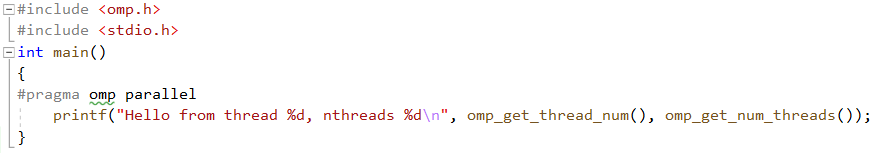 #include <omp.h>
#include <stdio.h>
int main()
{
#pragma omp parallel
    printf("Hello from thread %d, nthreads %d\n", omp_get_thread_num(), omp_get_num_threads());
}